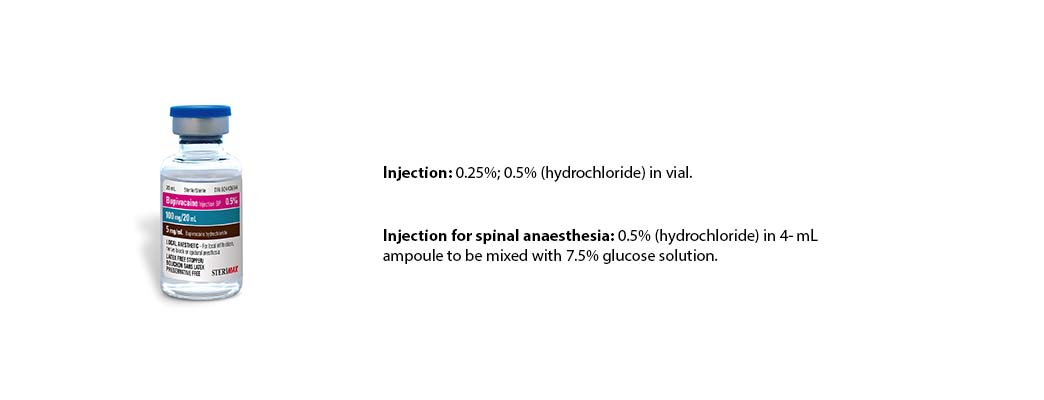 20 mL Sterile/Stérile
Bupivacaine Injection BP 0.5%
100 mg/20 mL
5 mg/mL Bupivacaine hydrochloride
LOCAL ANESTHETIC - For local infiltration,
nerve block or epidural anesthesia
LATEX FREE STOPPER/
BOUCHON SANS LATEX
PRESERVATIVE FREE
STERIMAX
Injection: 0.25%; 0.5% (hydrochloride) in vial.
Injection for spinal anaesthesia: 0.5% (hydrochloride) in 4- mL
ampoule to be mixed with 7.5% glucose solution.